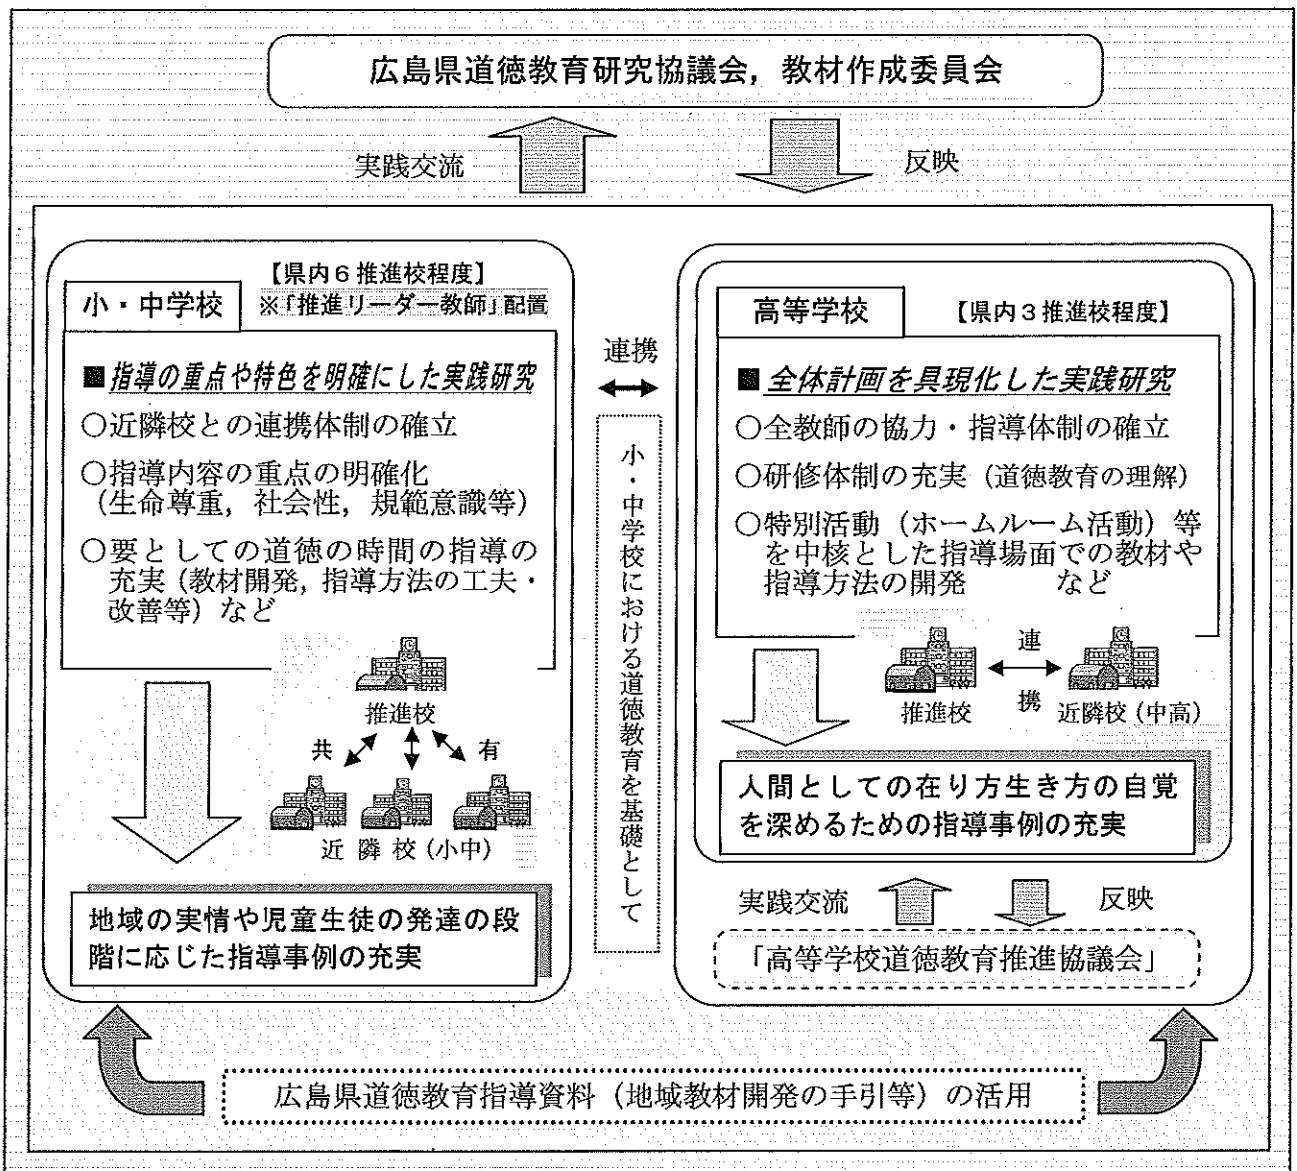 広島県道徳教育研究協議会，教材作成委員会
実践交流
反映
【県内６推進校程度】
小・中学校
※「推進リーダー教師」配置
■指導の重点や特色を明確にした実践研究
○近隣校との連携体制の確立
○指導内容の重点の明確化
（生命尊重，社会性，規範意識等）
○要としての道徳の時間の指導の
充実（教材開発，指導方法の工夫・
改善等）など
推進校
共
有
近隣校（小中）
地域の実情や児童生徒の発達の段
階に応じた指導事例の充実
連携
小・中学校における道徳教育を基礎として
高等学校
【県内３推進校程度】
■全体計画を具現化した実践研究
○全教師の協力・指導体制の確立
○研修体制の充実（道徳教育の理解）
○特別活動（ホームルーム活動）等
を中核とした指導場面での教材や
指導方法の開発　など
連
携
推進校
近隣校（中高）
人間としての在り方生き方の自覚
を深めるための指導事例の充実
実践交流
反映
「高等学校道徳教育推進協議会」
広島県道徳教育指導資料（地域教材開発の手引等）の活用